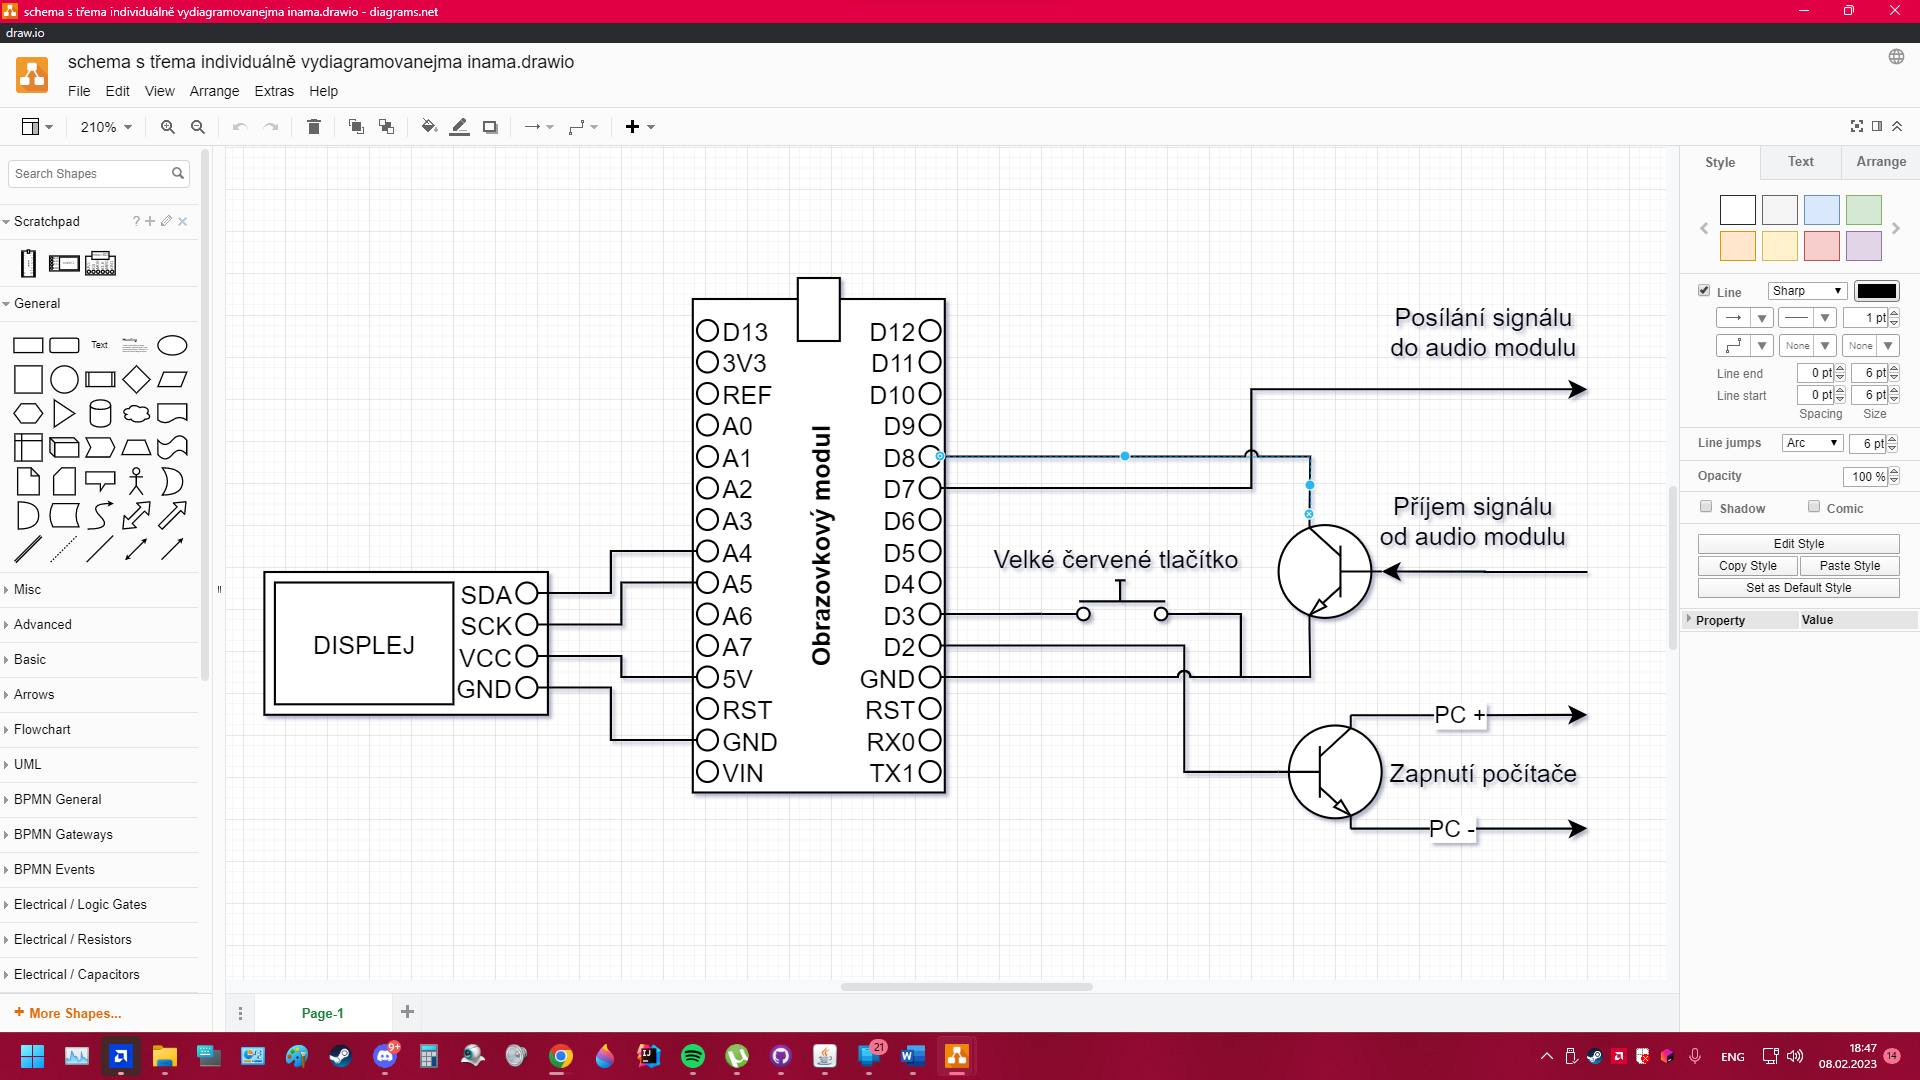 schema s třema individuálně vydiagramovanejma inama.drawio - diagrams.net
draw.io
schema s třema individuálně vydiagramovanejma inama.drawio
File Edit View Arrange Extras Help
210%
Search Shapes
Scratchpad
?
General
Text
Heading
Misc
Advanced
Basic
Arrows
Flowchart
UML
BPMN General
BPMN Gateways
BPMN Events
Electrical / Logic Gates
Electrical / Resistors
Electrical / Capacitors
+ More Shapes...
DISPLEJ
SDA
SCK
VCC
GND
D13
3V3
REF
A0
A1
A2
A3
A4
A5
A6
A7
5V
RST
GND
VIN
Obrazovkový modul
D12
D11
D10
D9
D8
D7
D6
D5
D4
D3
D2
GND
RST
RX0
TX1
Posílání signálu
do audio modulu
Příjem signálu
od audio modulu
Velké červené tlačítko
PC +
Zapnutí počítače
PC -
Page-1
Style Text Arrange
Line Sharp
1 pt
None None
Line end 0 pt 6 pt
Line start 0 pt 6 pt
Spacing Size
Line jumps Arc 6 pt
Opacity 100 %
Shadow Comic
Edit Style
Copy Style Paste Style
Set as Default Style
Property Value
9+
21
ENG
18:47
08.02.2023
14